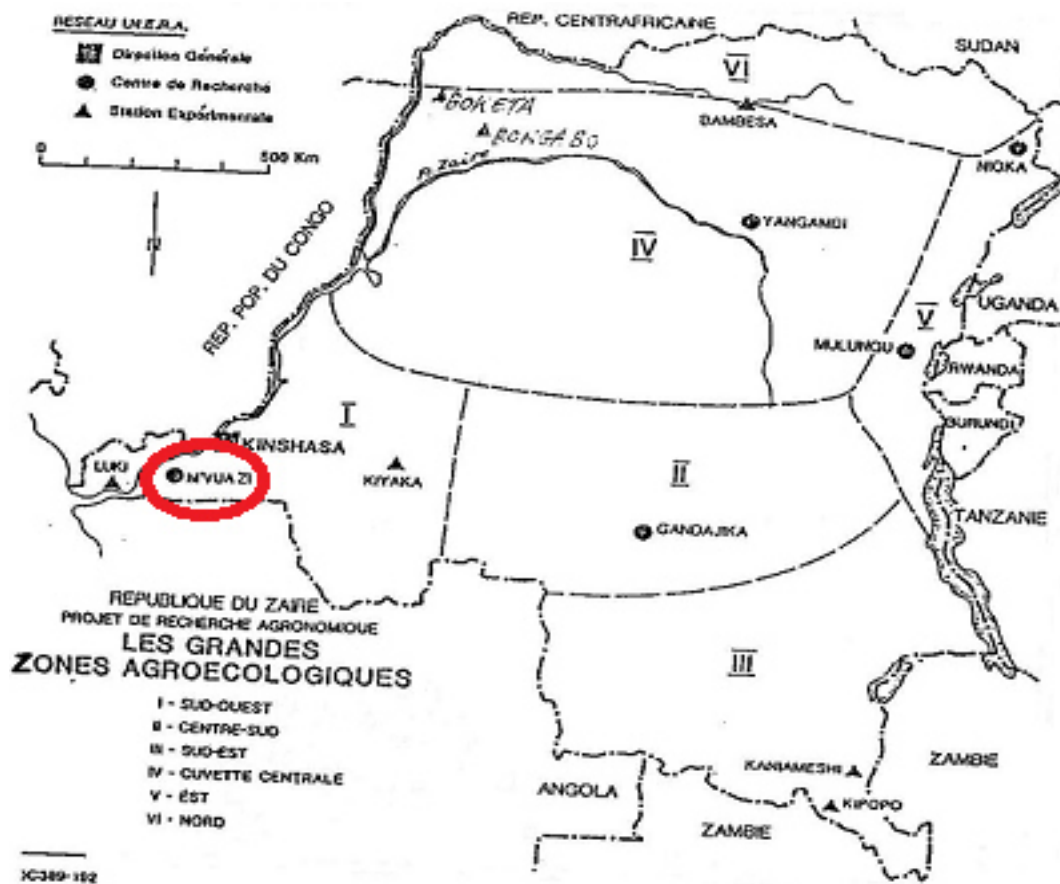 RESEAU U.E.R.A.
Direction Générale
Centre de Recherche
Station Expérimentale
0 500 Km
N
REP. CENTRAFRICAINE
SUDAN
VI
BOKETA
BAMBESA
BONGABO
NIOKA
R. Zaire
YANGAMBI
IV
REP. POP. DU CONGO
UGANDA
V
MULUNGU
RWANDA
BURUNDI
I
KINSHASA
LUKI
N'VUAZI
KIYAKA
II
GANDAJIKA
TANZANIE
REPUBLIQUE DU ZAIRE
PROJET DE RECHERCHE AGRONOMIQUE
LES GRANDES
ZONES AGROECOLOGIQUES
I - SUD-OUEST
II - CENTRE-SUD
III - SUD-EST
IV - CUVETTE CENTRALE
V - EST
VI - NORD
III
ZAMBIE
KANIAMESHI
ANGOLA
KIPOPO
ZAMBIE